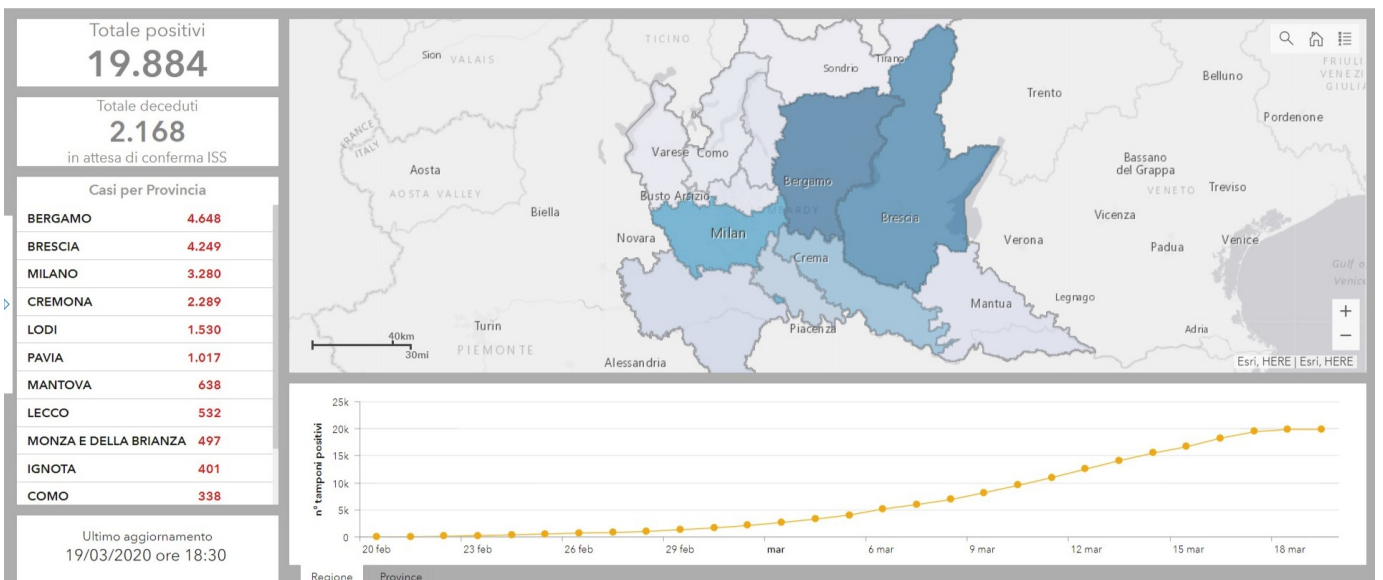 Totale positivi
19.884
Totale deceduti
2.168
in attesa di conferma ISS
Casi per Provincia
BERGAMO 4.648
BRESCIA 4.249
MILANO 3.280
CREMONA 2.289
LODI 1.530
PAVIA 1.017
MANTOVA 638
LECCO 532
MONZA E DELLA BRIANZA 497
IGNOTA 401
COMO 338
Ultimo aggiornamento
19/03/2020 ore 18:30
TICINO
Sion VALAIS
Sondrio
Tirano
Belluno
FRIULI
VENEZI
GIULIA
Trento
Pordenone
FRANCE
ITALY
Varese
Como
Aosta
Bassano
del Grappa
AOSTA VALLEY
Bergamo
VENETO
Treviso
Busto Arsizio
Biella
Brescia
Vicenza
Novara
Milan
Verona
Padua
Venice
Crema
Gulf o
Venice
Mantua
Legnago
Turin
Piacenza
Adria
PIEMONTE
40km
30mi
Alessandria
+
−
Esri, HERE | Esri, HERE
25k
20k
15k
10k
5k
0
n° tamponi positivi
20 feb
23 feb
26 feb
29 feb
mar
6 mar
9 mar
12 mar
15 mar
18 mar
Regione
Province